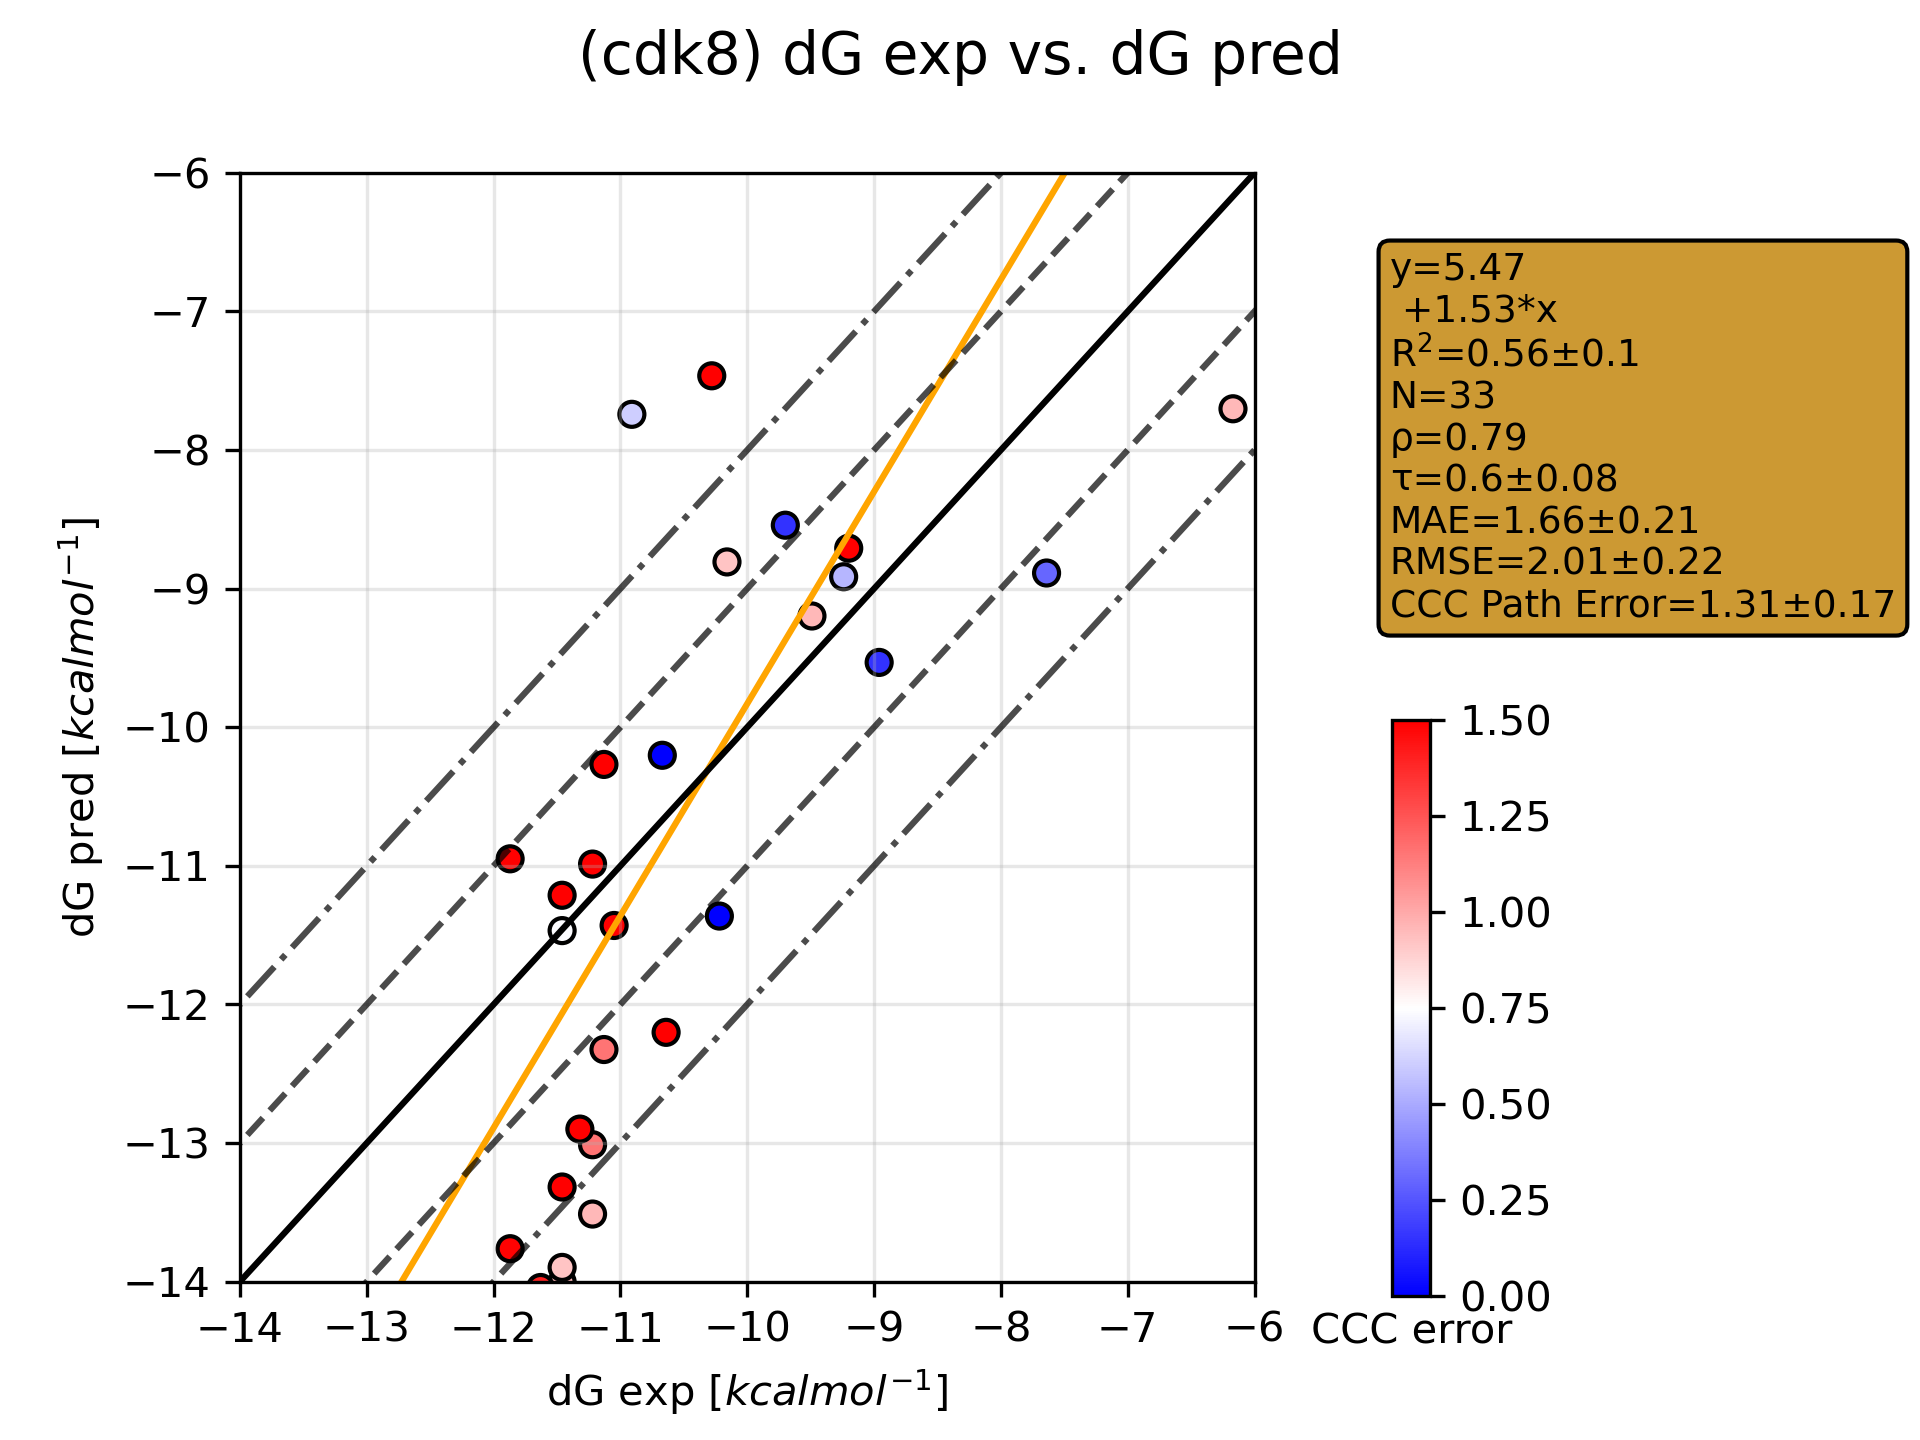 (cdk8) dG exp vs. dG pred
−6
−7
−8
−9
−10
−11
−12
−13
−14
dG pred [kcalmol⁻¹]
−14 −13 −12 −11 −10 −9 −8 −7 −6
dG exp [kcalmol⁻¹]
y=5.47
+1.53*x
R²=0.56±0.1
N=33
ρ=0.79
τ=0.6±0.08
MAE=1.66±0.21
RMSE=2.01±0.22
CCC Path Error=1.31±0.17
1.50
1.25
1.00
0.75
0.50
0.25
0.00
CCC error